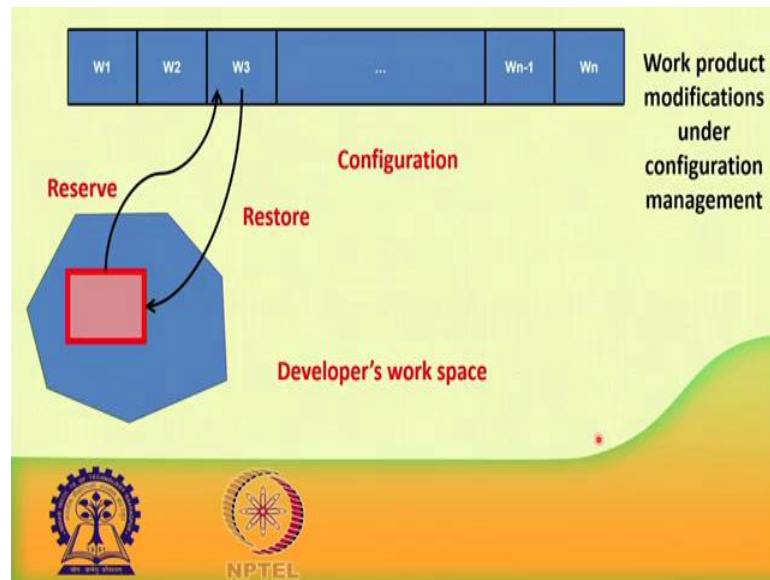 W1
W2
W3
...
Wn-1
Wn
Work product
modifications
under
configuration
management
Configuration
Reserve
Restore
Developer's work space
NPTEL